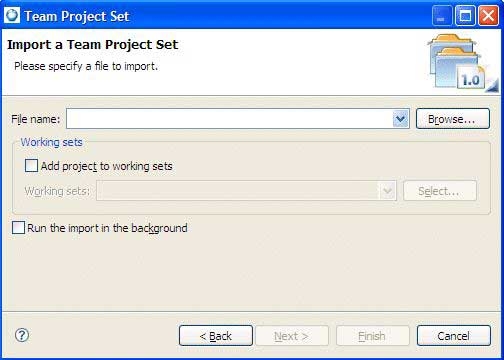 Team Project Set
Import a Team Project Set
Please specify a file to import.
1.0
File name:
Browse...
Working sets
Add project to working sets
Working sets:
Select...
Run the import in the background
?
< Back
Next >
Finish
Cancel